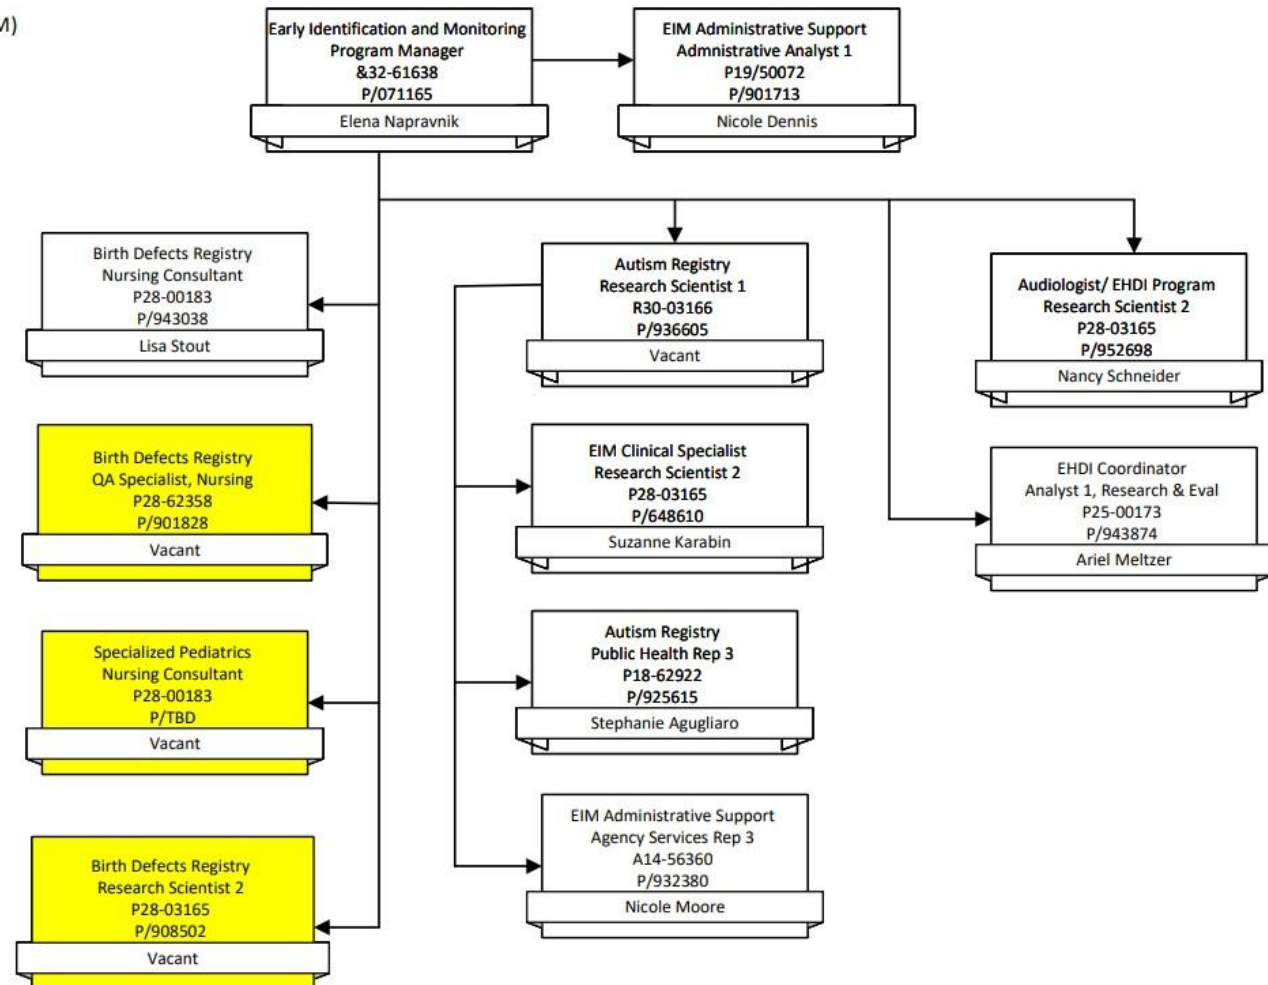 M)
Early Identification and Monitoring
Program Manager
&32-61638
P/071165
Elena Napravnik
EIM Administrative Support
Admnistrative Analyst 1
P19/50072
P/901713
Nicole Dennis
Birth Defects Registry
Nursing Consultant
P28-00183
P/943038
Lisa Stout
Autism Registry
Research Scientist 1
R30-03166
P/936605
Vacant
Audiologist/ EHDI Program
Research Scientist 2
P28-03165
P/952698
Nancy Schneider
Birth Defects Registry
QA Specialist, Nursing
P28-62358
P/901828
Vacant
EIM Clinical Specialist
Research Scientist 2
P28-03165
P/648610
Suzanne Karabin
EHDI Coordinator
Analyst 1, Research & Eval
P25-00173
P/943874
Ariel Meltzer
Specialized Pediatrics
Nursing Consultant
P28-00183
P/TBD
Vacant
Autism Registry
Public Health Rep 3
P18-62922
P/925615
Stephanie Agugliaro
Birth Defects Registry
Research Scientist 2
P28-03165
P/908502
Vacant
EIM Administrative Support
Agency Services Rep 3
A14-56360
P/932380
Nicole Moore